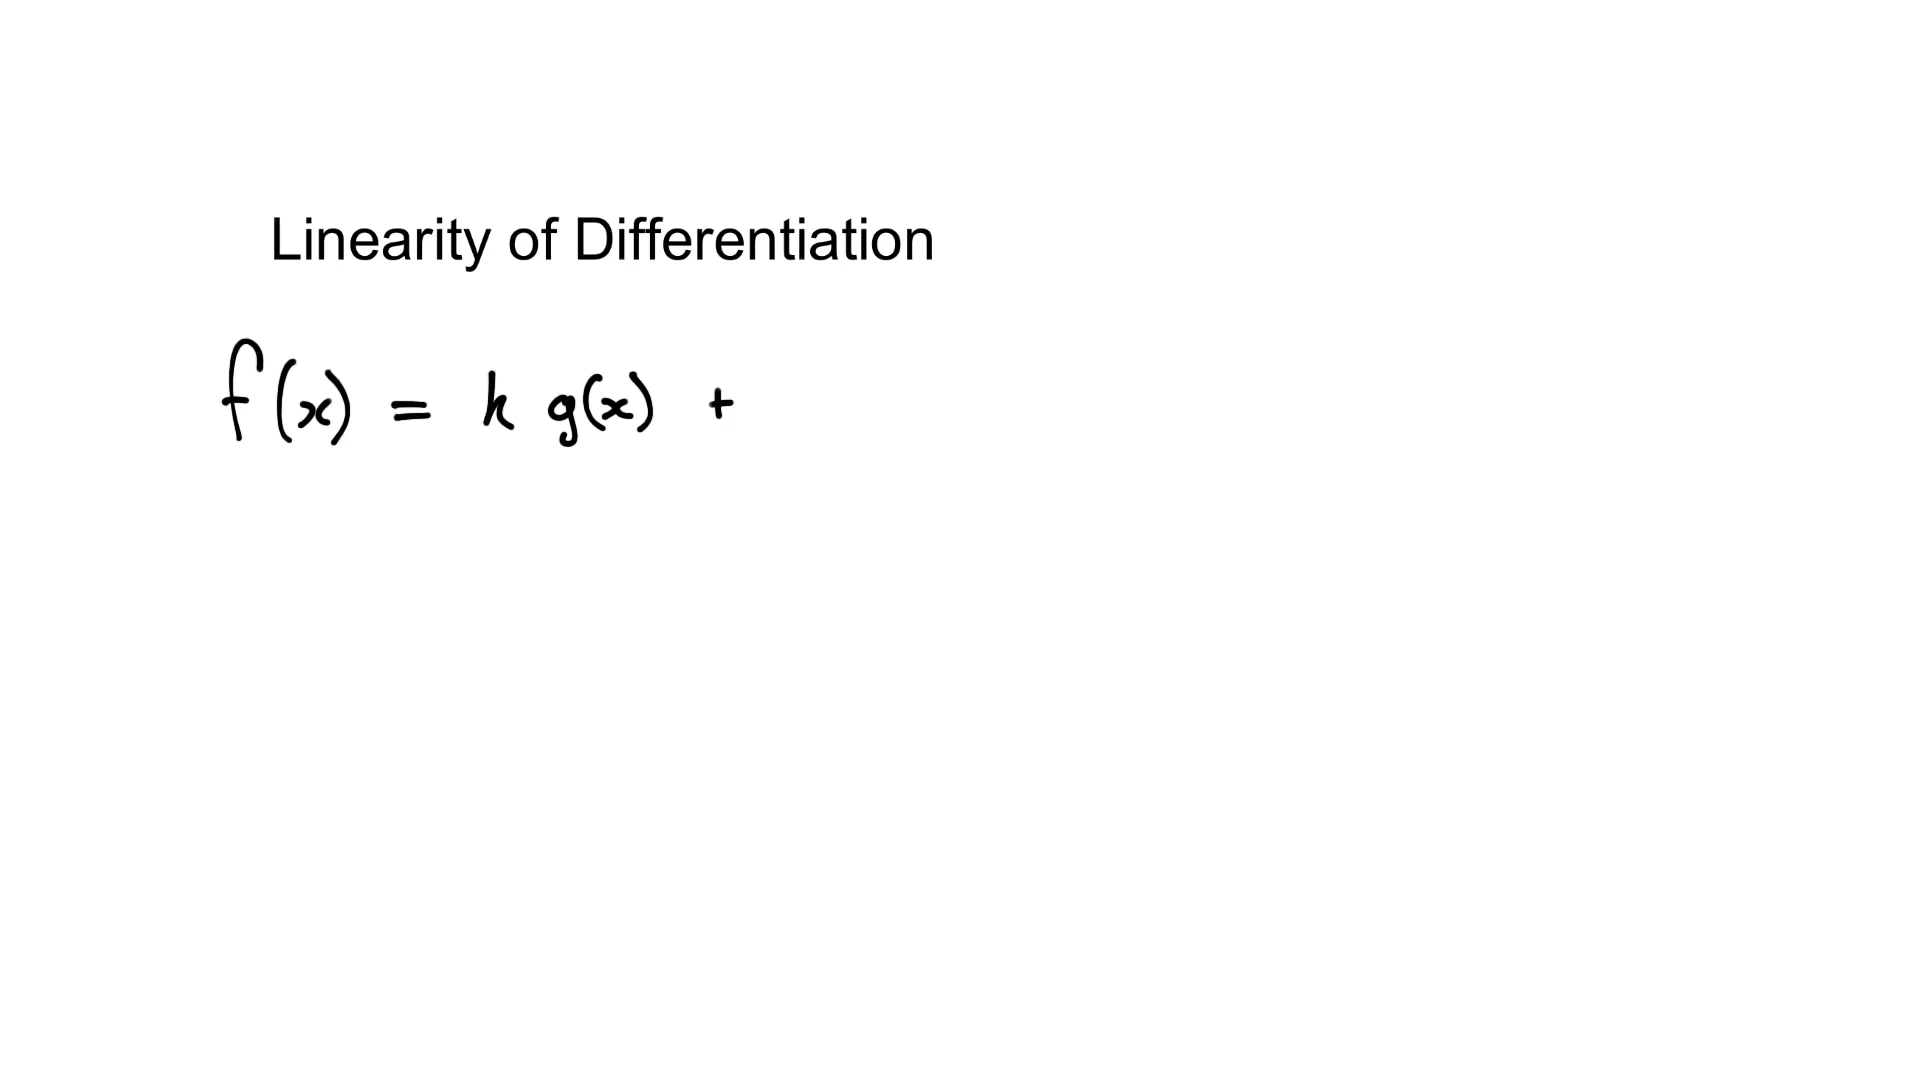 Linearity of Differentiation
f(x) = k g(x) +